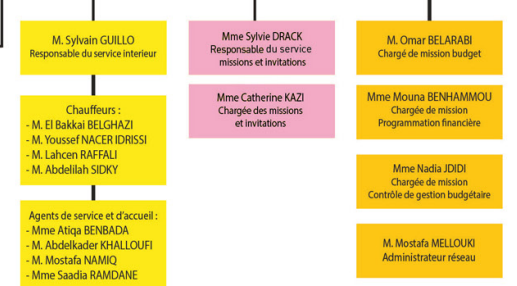 M. Sylvain GUILLO
Responsable du service interieur
Chauffeurs :
- M. El Bakkai BELGHAZI
- M. Youssef NACER IDRISSI
- M. Lahcen RAFFALI
- M. Abdelilah SIDKY
Agents de service et d'accueil :
- Mme Atiqa BENBADA
- M. Abdelkader KHALLOUFI
- M. Mostafa NAMIQ
- Mme Saadia RAMDANE
Mme Sylvie DRACK
Responsable du service
missions et invitations
Mme Catherine KAZI
Chargée des missions
et invitations
M. Omar BELARABI
Chargé de mission budget
Mme Mouna BENHAMMOU
Chargée de mission
Programmation financière
Mme Nadia JDIDI
Chargée de mission
Contrôle de gestion budgétaire
M. Mostafa MELLOUKI
Administrateur réseau